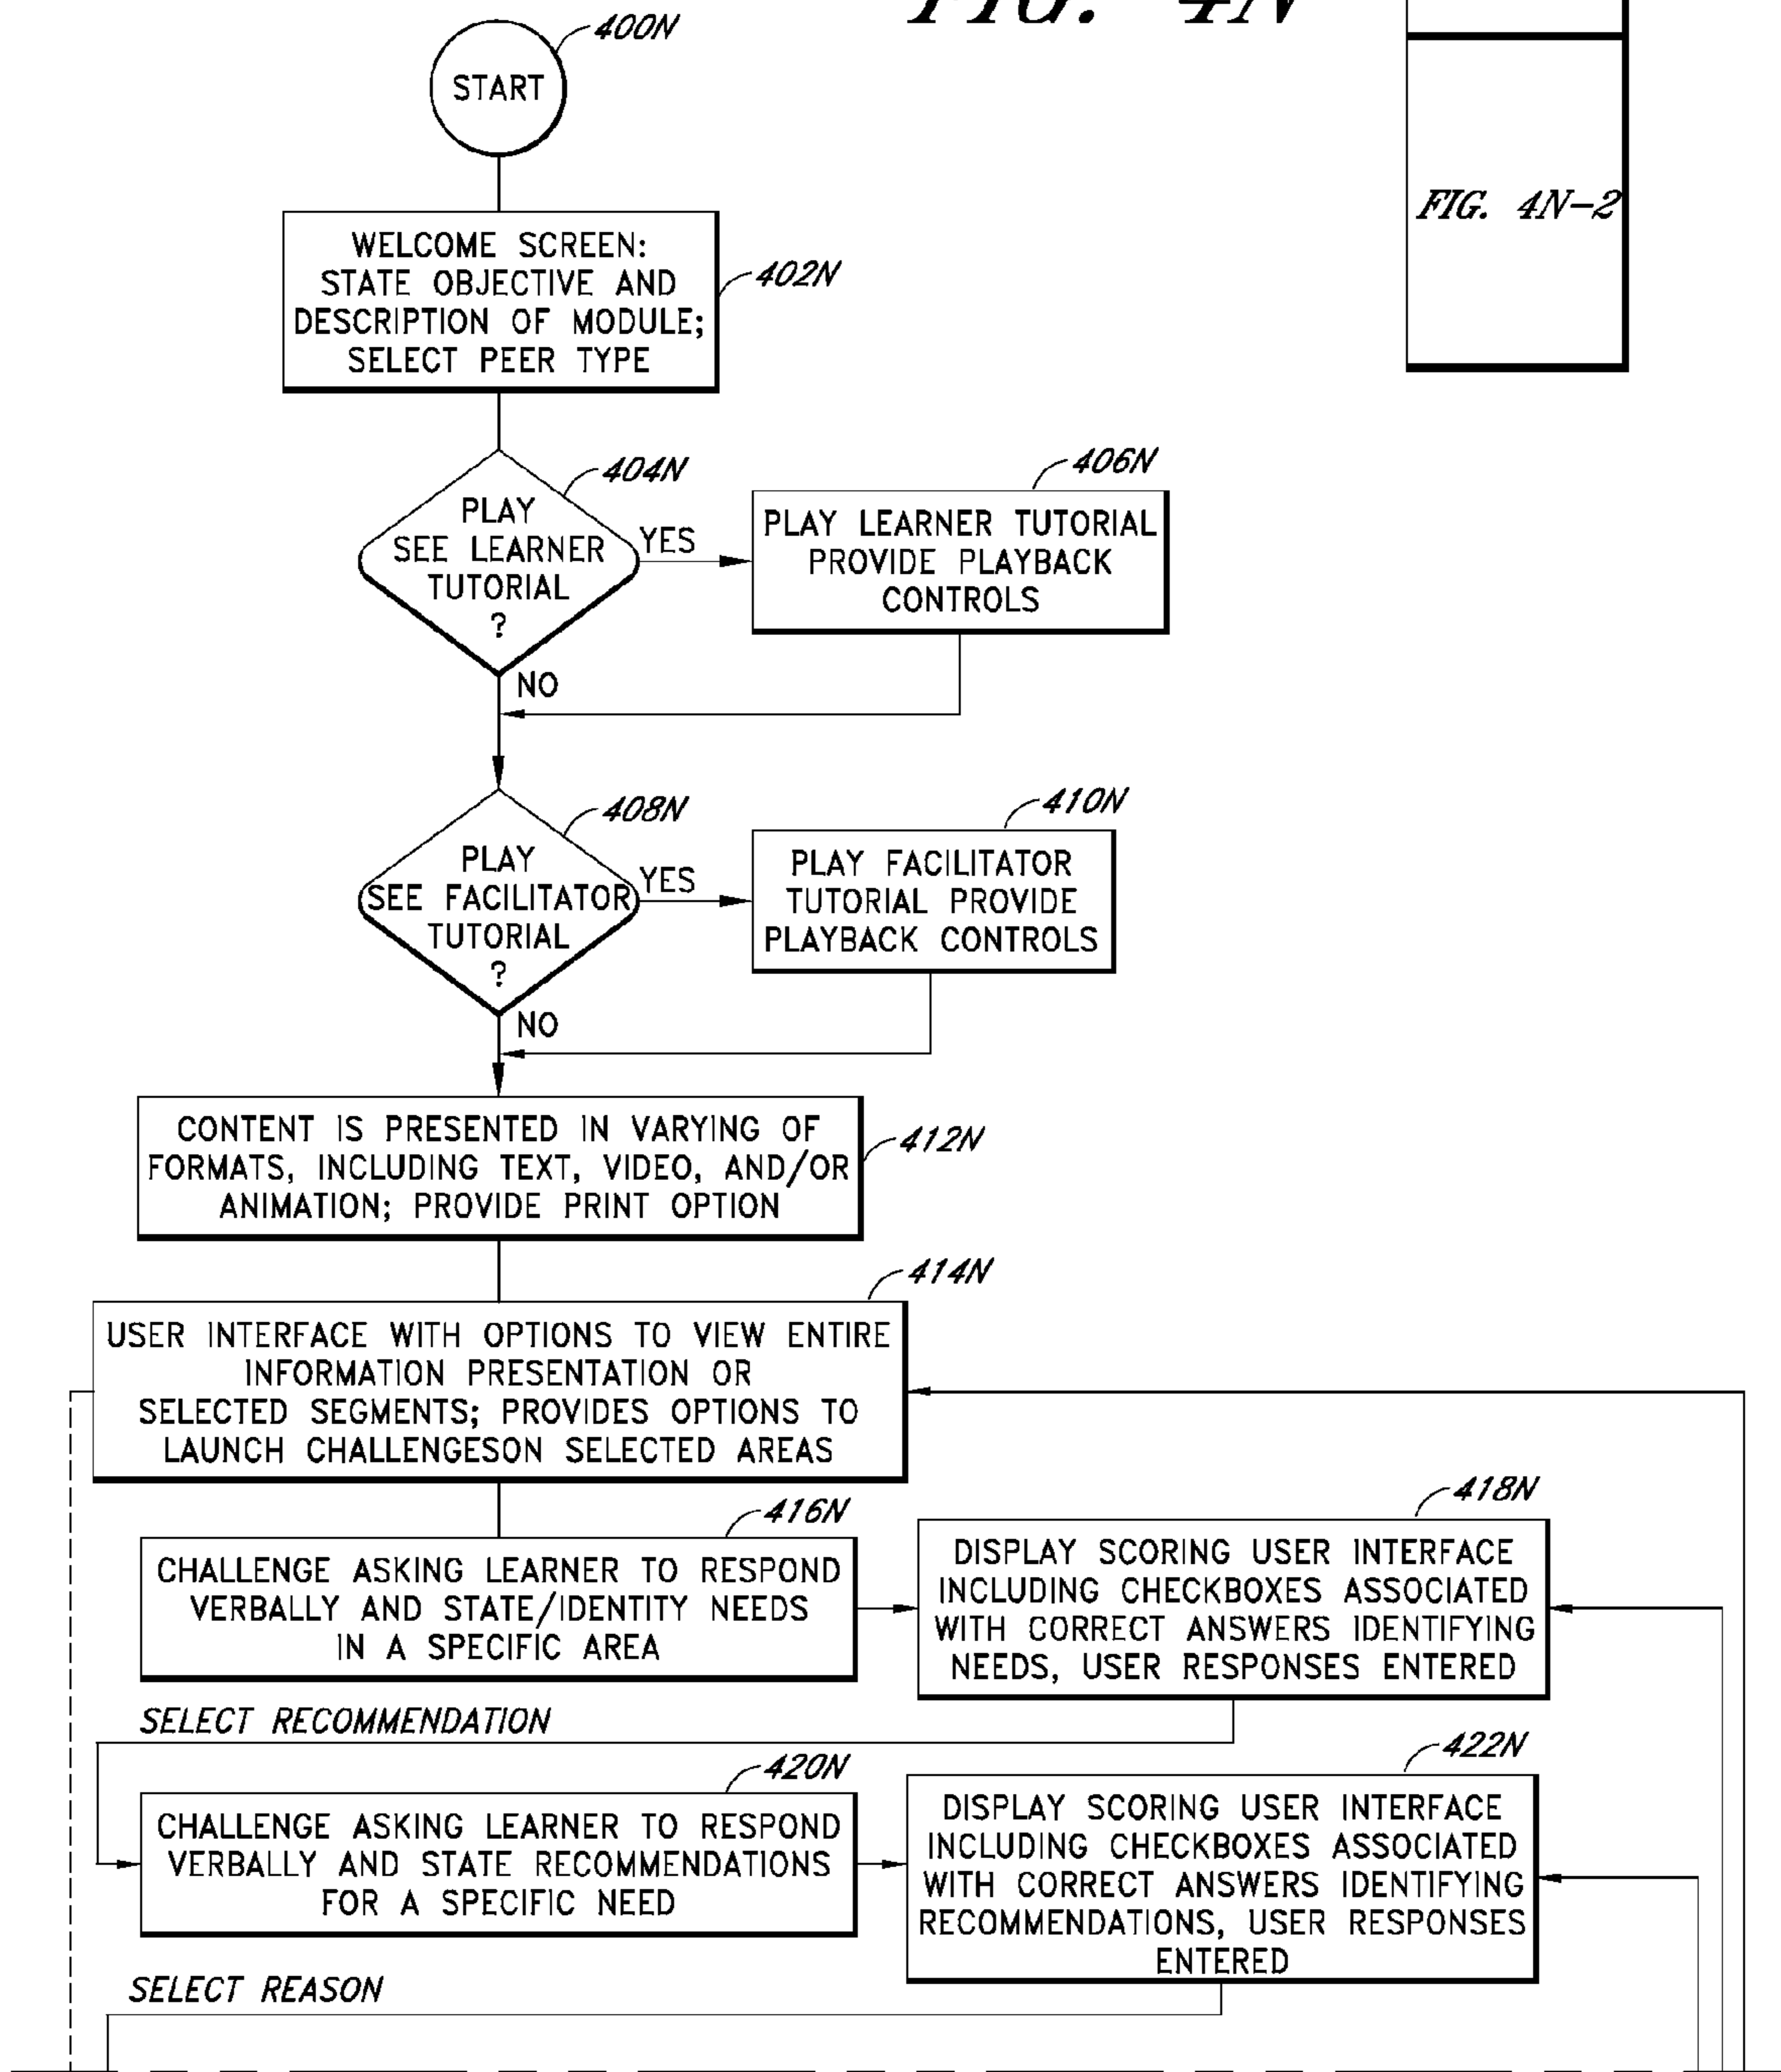 FIG. 4N
400N
START
FIG. 4N-2
WELCOME SCREEN:
STATE OBJECTIVE AND
DESCRIPTION OF MODULE;
SELECT PEER TYPE
402N
404N
PLAY
SEE LEARNER
TUTORIAL
?
YES
NO
406N
PLAY LEARNER TUTORIAL
PROVIDE PLAYBACK
CONTROLS
408N
PLAY
SEE FACILITATOR
TUTORIAL
?
YES
NO
410N
PLAY FACILITATOR
TUTORIAL PROVIDE
PLAYBACK CONTROLS
CONTENT IS PRESENTED IN VARYING OF
FORMATS, INCLUDING TEXT, VIDEO, AND/OR
ANIMATION; PROVIDE PRINT OPTION
412N
414N
USER INTERFACE WITH OPTIONS TO VIEW ENTIRE
INFORMATION PRESENTATION OR
SELECTED SEGMENTS; PROVIDES OPTIONS TO
LAUNCH CHALLENGESON SELECTED AREAS
416N
CHALLENGE ASKING LEARNER TO RESPOND
VERBALLY AND STATE/IDENTITY NEEDS
IN A SPECIFIC AREA
418N
DISPLAY SCORING USER INTERFACE
INCLUDING CHECKBOXES ASSOCIATED
WITH CORRECT ANSWERS IDENTIFYING
NEEDS, USER RESPONSES ENTERED
SELECT RECOMMENDATION
420N
CHALLENGE ASKING LEARNER TO RESPOND
VERBALLY AND STATE RECOMMENDATIONS
FOR A SPECIFIC NEED
422N
DISPLAY SCORING USER INTERFACE
INCLUDING CHECKBOXES ASSOCIATED
WITH CORRECT ANSWERS IDENTIFYING
RECOMMENDATIONS, USER RESPONSES
ENTERED
SELECT REASON